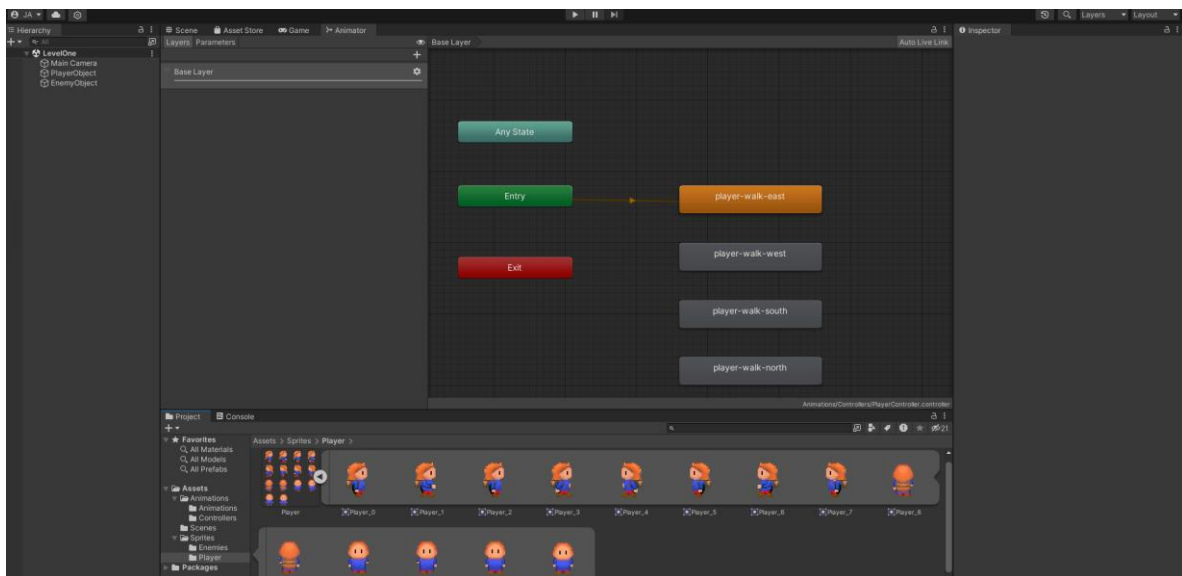 JA
Layers
Layout
Hierarchy
All
LevelOne
Main Camera
PlayerObject
EnemyObject
Scene
Asset Store
Game
Animator
Layers Parameters
Base Layer
Auto Live Link
Base Layer
Any State
Entry
Exit
player-walk-east
player-walk-west
player-walk-south
player-walk-north
Animations/Controllers/PlayerController.controller
Inspector
Project
Console
21
Favorites
All Materials
All Models
All Prefabs
Assets
Animations
Animations
Controllers
Scenes
Sprites
Enemies
Player
Packages
Assets > Sprites > Player >
Player
Player_0
Player_1
Player_2
Player_3
Player_4
Player_5
Player_6
Player_7
Player_8